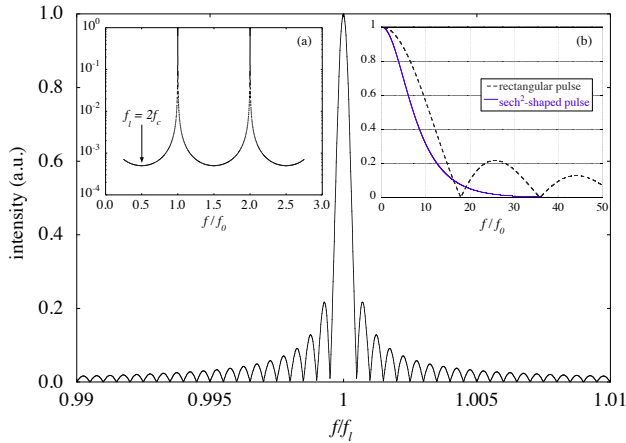 1.0
0.8
0.6
0.4
0.2
0.0
intensity (a.u.)
0.99
0.995
1
1.005
1.01
f/f_l
(a)
10^0
10^-1
10^-2
10^-3
10^-4
f_l = 2f_c
0.0 0.5 1.0 1.5 2.0 2.5 3.0
f/f_0
(b)
1
0.8
0.6
0.4
0.2
0
rectangular pulse
sech^2-shaped pulse
0 10 20 30 40 50
f/f_0